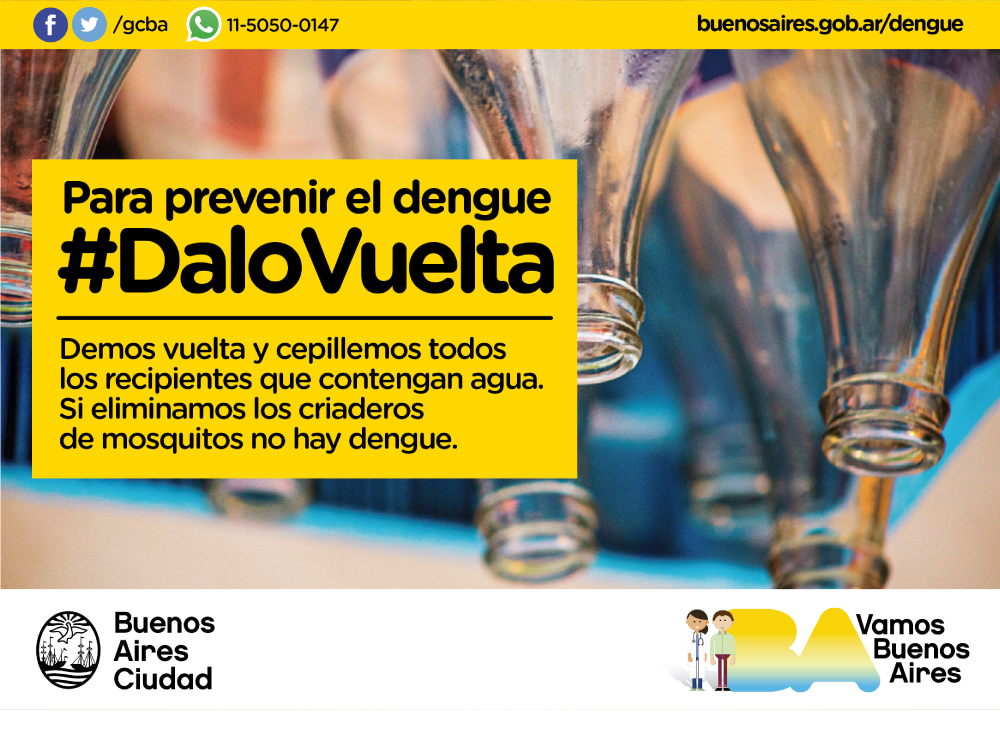 /gcba 11-5050-0147 buenosaires.gob.ar/dengue
Para prevenir el dengue
#DaloVuelta
Demos vuelta y cepillemos todos
los recipientes que contengan agua.
Si eliminamos los criaderos
de mosquitos no hay dengue.
Buenos
Aires
Ciudad
BA
Vamos
Buenos
Aires